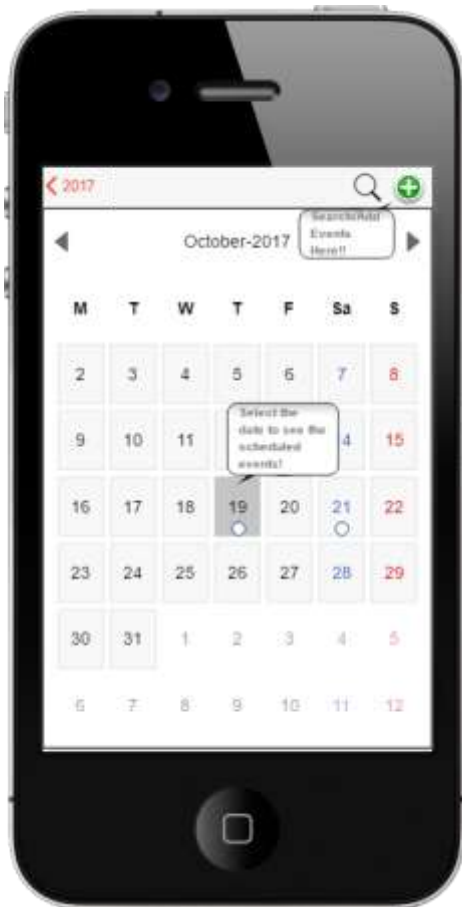 2017
October-2017
Search/Add
Events
Here!!
M T W T F Sa S
2 3 4 5 6 7 8
9 10 11 4 15
Select the
date to see the
scheduled
events!
16 17 18 19 20 21 22
23 24 25 26 27 28 29
30 31 1 2 3 4 5
6 7 8 9 10 11 12